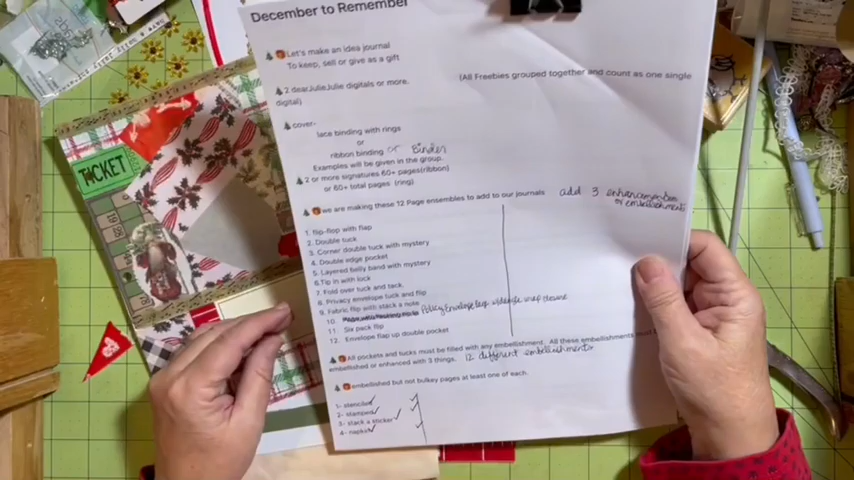 December to Remember
Let's make an idea journal
To keep, sell or give as a gift
2 dearJulieJulie digitals or more. (All Freebies grouped together and count as one single
digital)
cover-
lace binding with rings
or
ribbon binding or Binder
Examples will be given in the group.
2 or more signatures 60+ pages(ribbon)
or 60+ total pages (ring)
we are making these 12 Page ensembles to add to our journals add 3 enhancements
or embellishments
1. flip-flop with flap
2. Double tuck
3. Corner double tuck with mystery
4. Double edge pocket
5. Layered belly band with mystery
6. Tip in with lock
7. Fold over tuck and tack.
8. Privacy envelope tuck and flip
9. Fabric flip with stack a note
10. Policy Envelope flap w/ closure
11. Six pack flip
12. Envelope flap up double pocket
All pockets and tucks must be filled with any embellishment. All these embellishments
embellished or enhanced with 3 things. 12 different embellishments
embellished but not bulkey pages at least one of each.
1- stenciled
2- stamped
3- stack a sticker
4- napkin
TICKET